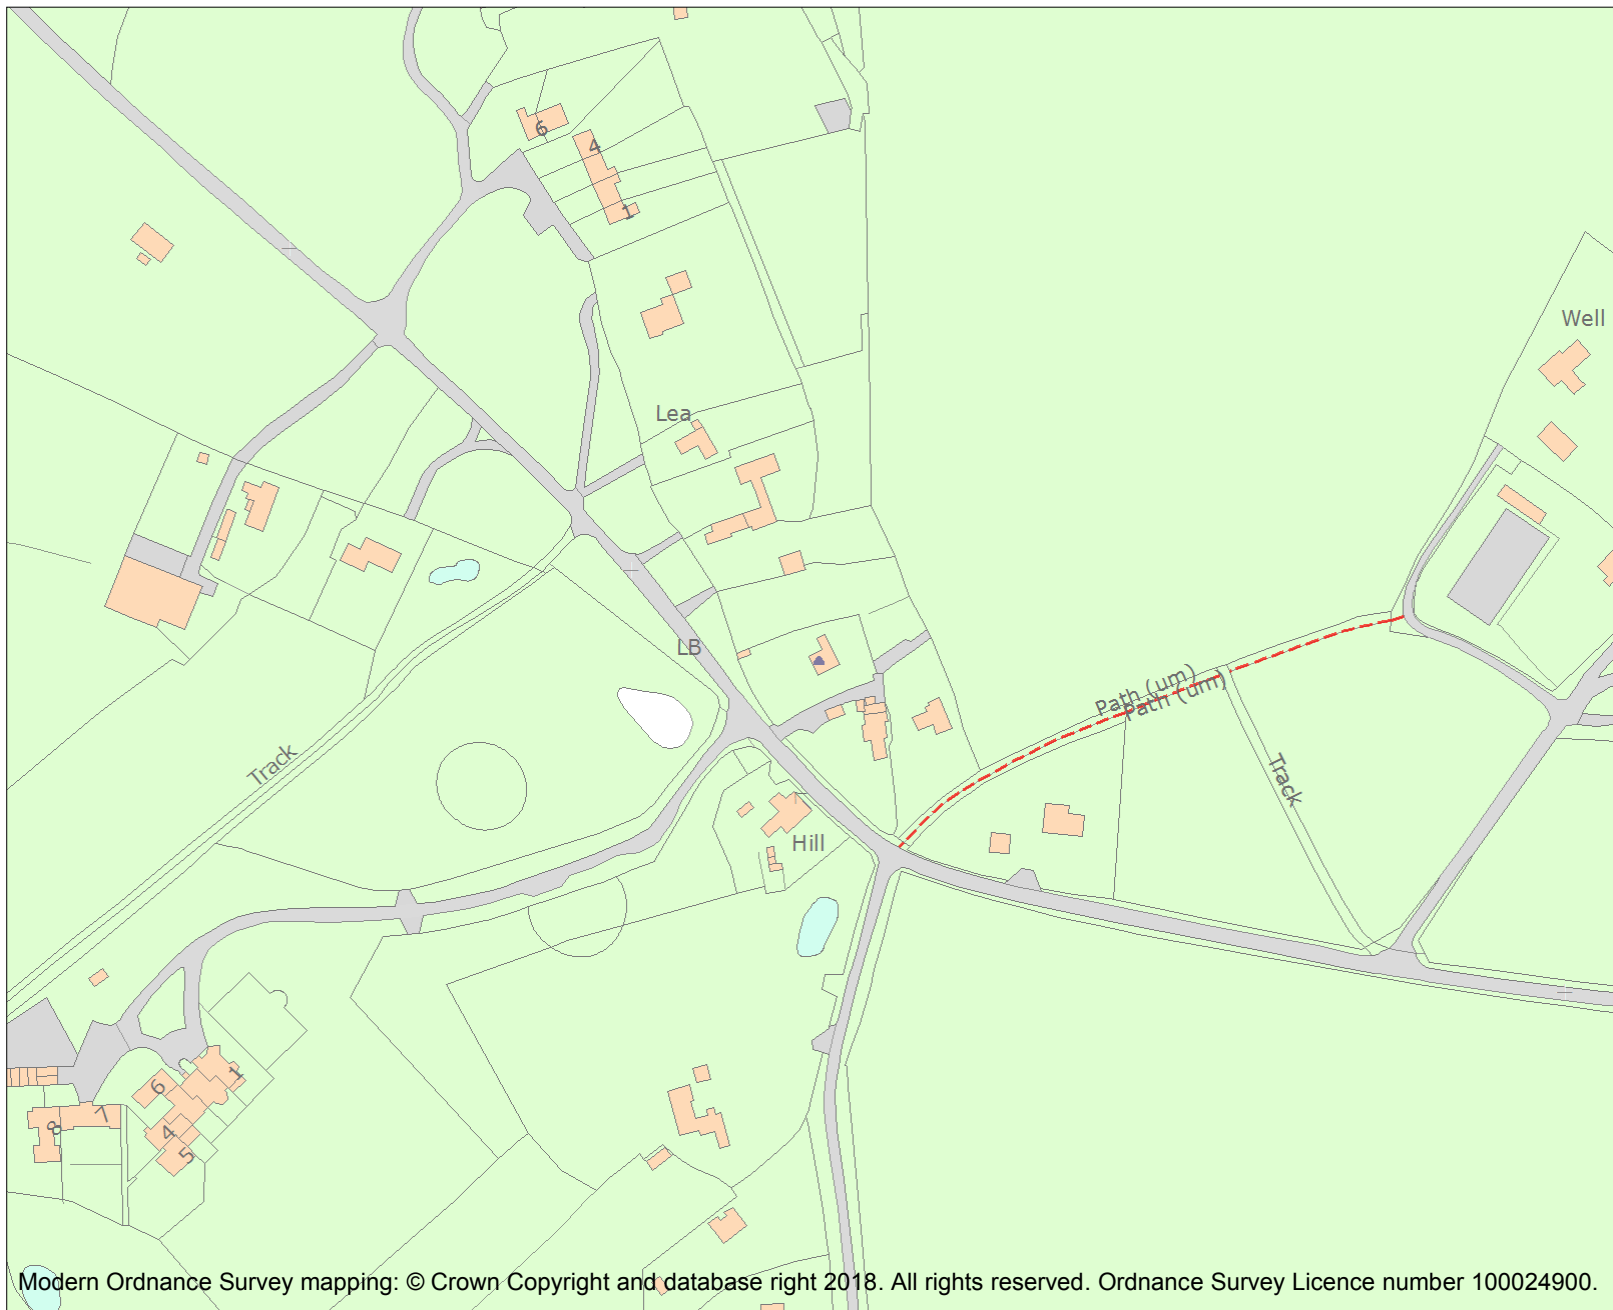 6
4
1
Well
Lea
LB
Path (um)
Path (um)
Track
Track
Hill
1
6
7
8
4
5
Modern Ordnance Survey mapping: © Crown Copyright and database right 2018. All rights reserved. Ordnance Survey Licence number 100024900.